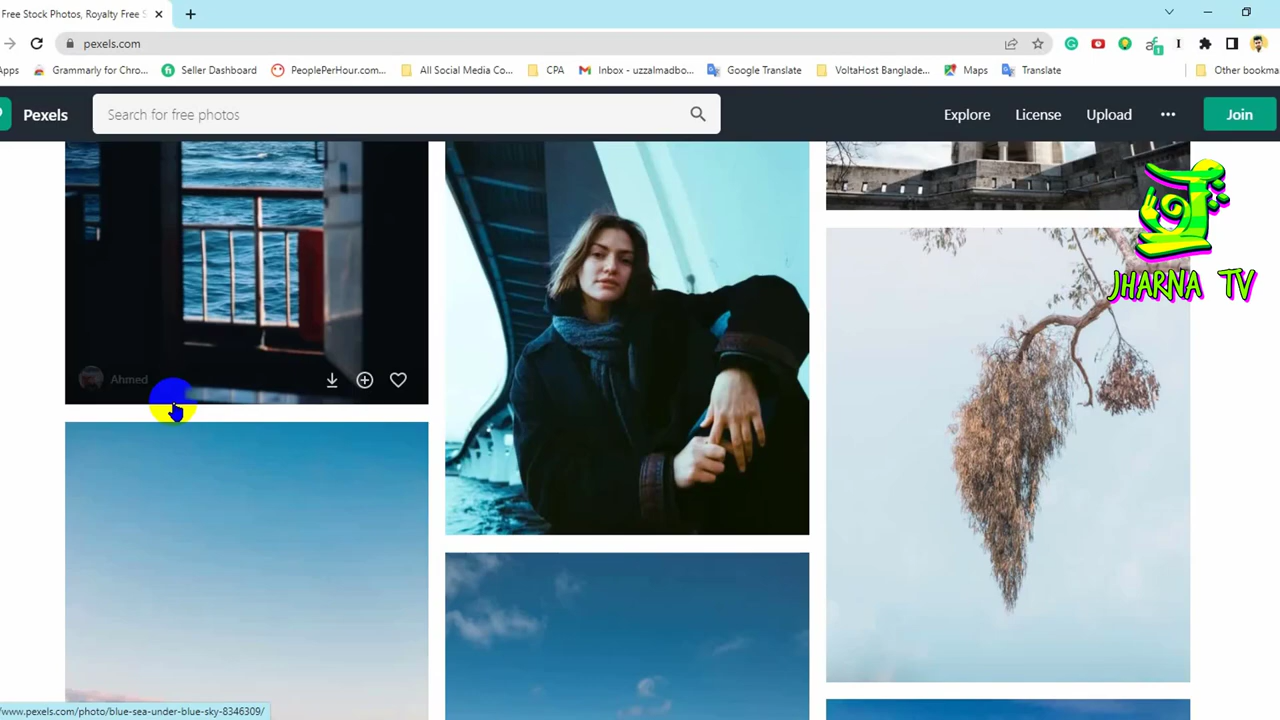 Free Stock Photos, Royalty Free S
pexels.com
Apps Grammarly for Chro... Seller Dashboard PeoplePerHour.com... All Social Media Co... CPA Inbox - uzzalmadbo... Google Translate VoltaHost Banglade... Maps Translate Other bookma
Pexels Search for free photos Explore License Upload ••• Join
JHARNA TV
Ahmed
www.pexels.com/photo/blue-sea-under-blue-sky-8346309/